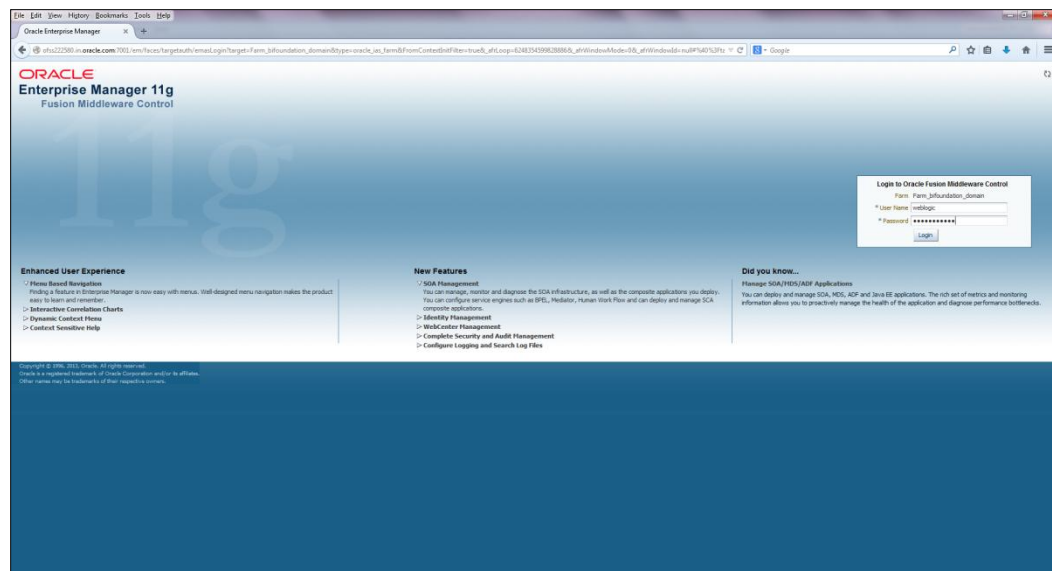 File Edit View History Bookmarks Tools Help
Oracle Enterprise Manager
Google
ORACLE
Enterprise Manager 11g
Fusion Middleware Control
11g
Login to Oracle Fusion Middleware Control
Farm Farm_bifoundation_domain
* User Name weblogic
* Password •••••••••••
Login
Enhanced User Experience
Menu Based Navigation
Finding a feature in Enterprise Manager is now easy with menus. Well-designed menu navigation makes the product
easy to learn and remember.
Interactive Correlation Charts
Dynamic Context Menu
Context Sensitive Help
New Features
SOA Management
You can manage, monitor and diagnose the SOA infrastructure, as well as the composite applications you deploy.
You can configure service engines such as BPEL, Mediator, Human Work Flow and can deploy and manage SCA
composite applications.
Identity Management
WebCenter Management
Complete Security and Audit Management
Configure Logging and Search Log Files
Did you know...
Manage SOA/MDS/ADF Applications
You can deploy and manage SOA, MDS, ADF and Java EE applications. The rich set of metrics and monitoring
information allows you to proactively manage the health of the application and diagnose performance bottlenecks.
Copyright © 1996, 2013, Oracle. All rights reserved.
Oracle is a registered trademark of Oracle Corporation and/or its affiliates.
Other names may be trademarks of their respective owners.